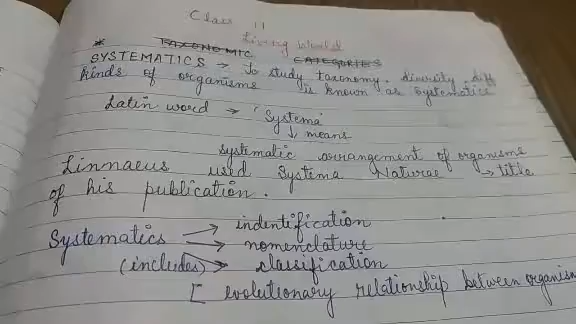 Class 11
Living World
* TAXONOMIC CATEGORIES
SYSTEMATICS → To study taxonomy, diversity, diff
kinds of organisms is known as systematics
Latin word → 'Systema'
↓ means
systematic arrangement of organisms
Linnaeus used Systema Naturae → title
of his publication.
Systematics → indentification
→ nomenclature
(includes) → classification
[ evolutionary relationship between organism